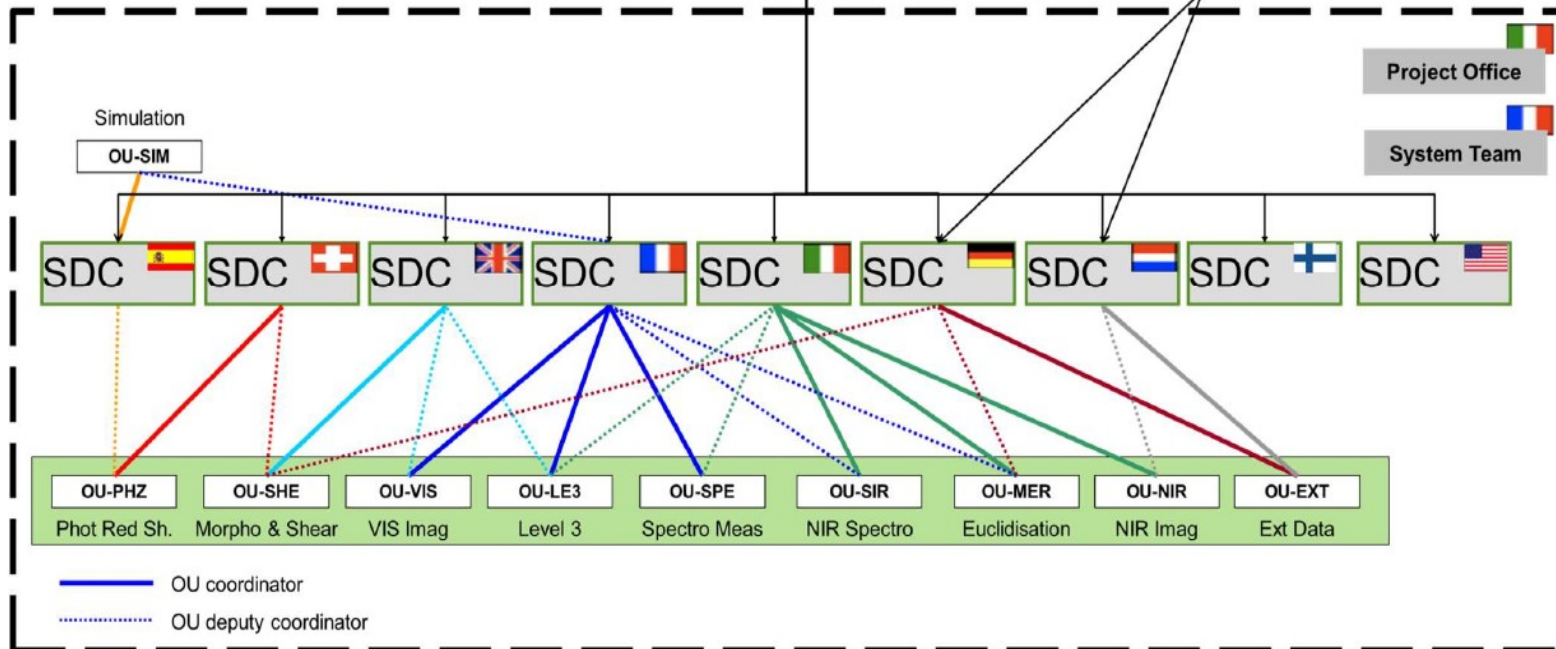 Project Office
Simulation
OU-SIM
System Team
SDC
SDC
SDC
SDC
SDC
SDC
SDC
SDC
SDC
OU-PHZ
OU-SHE
OU-VIS
OU-LE3
OU-SPE
OU-SIR
OU-MER
OU-NIR
OU-EXT
Phot Red Sh.
Morpho & Shear
VIS Imag
Level 3
Spectro Meas
NIR Spectro
Euclidisation
NIR Imag
Ext Data
OU coordinator
OU deputy coordinator